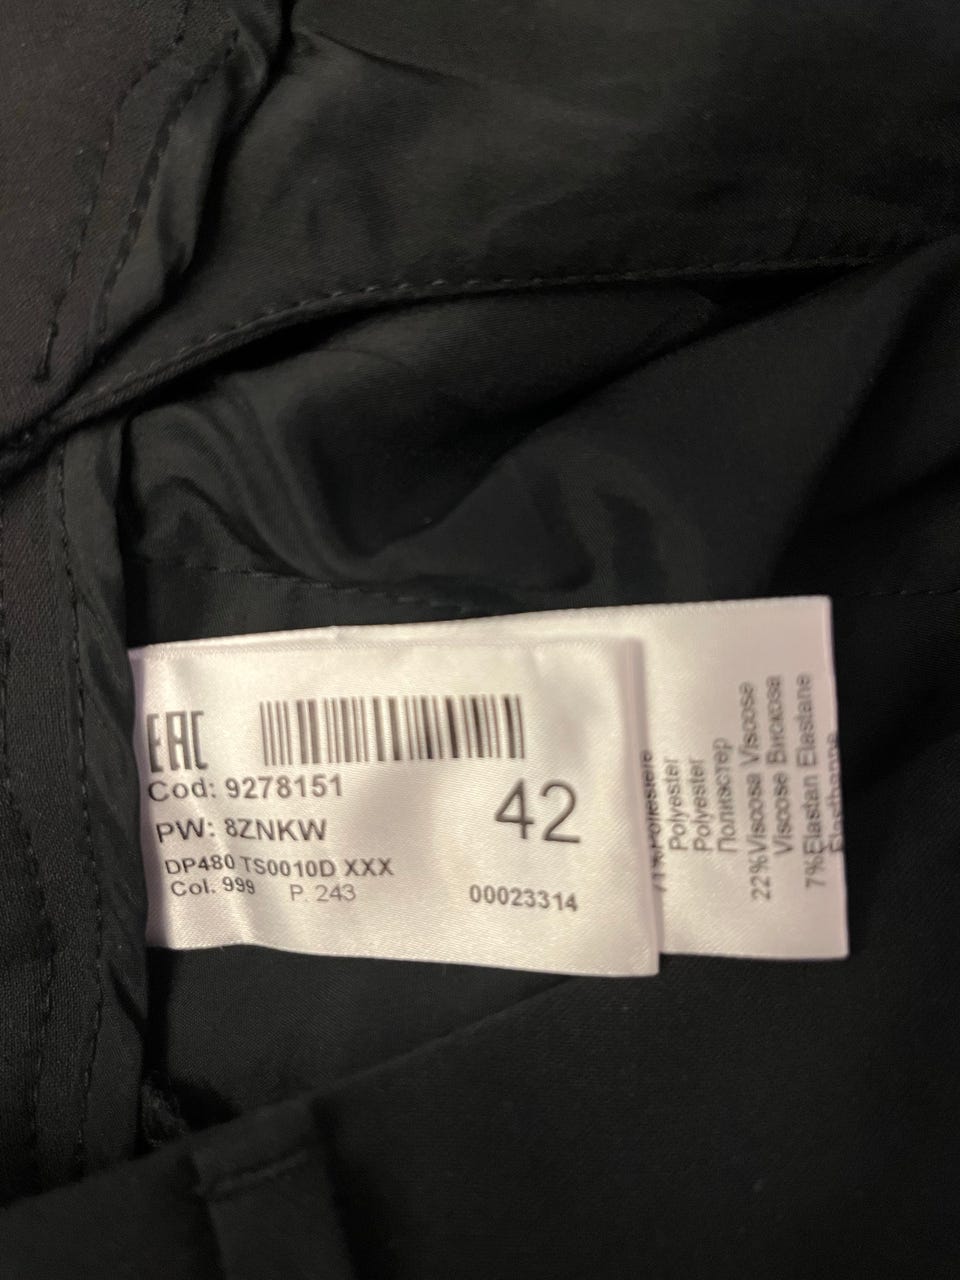 EAC
Cod: 9278151
PW: 8ZNKW
42
DP480 TS0010D XXX
Col. 999 P. 243
00023314
Polyester
Polyester
Полиэстер
22%Viscosa Viscose
Viscose Вискоза
7%Elastan Elastane